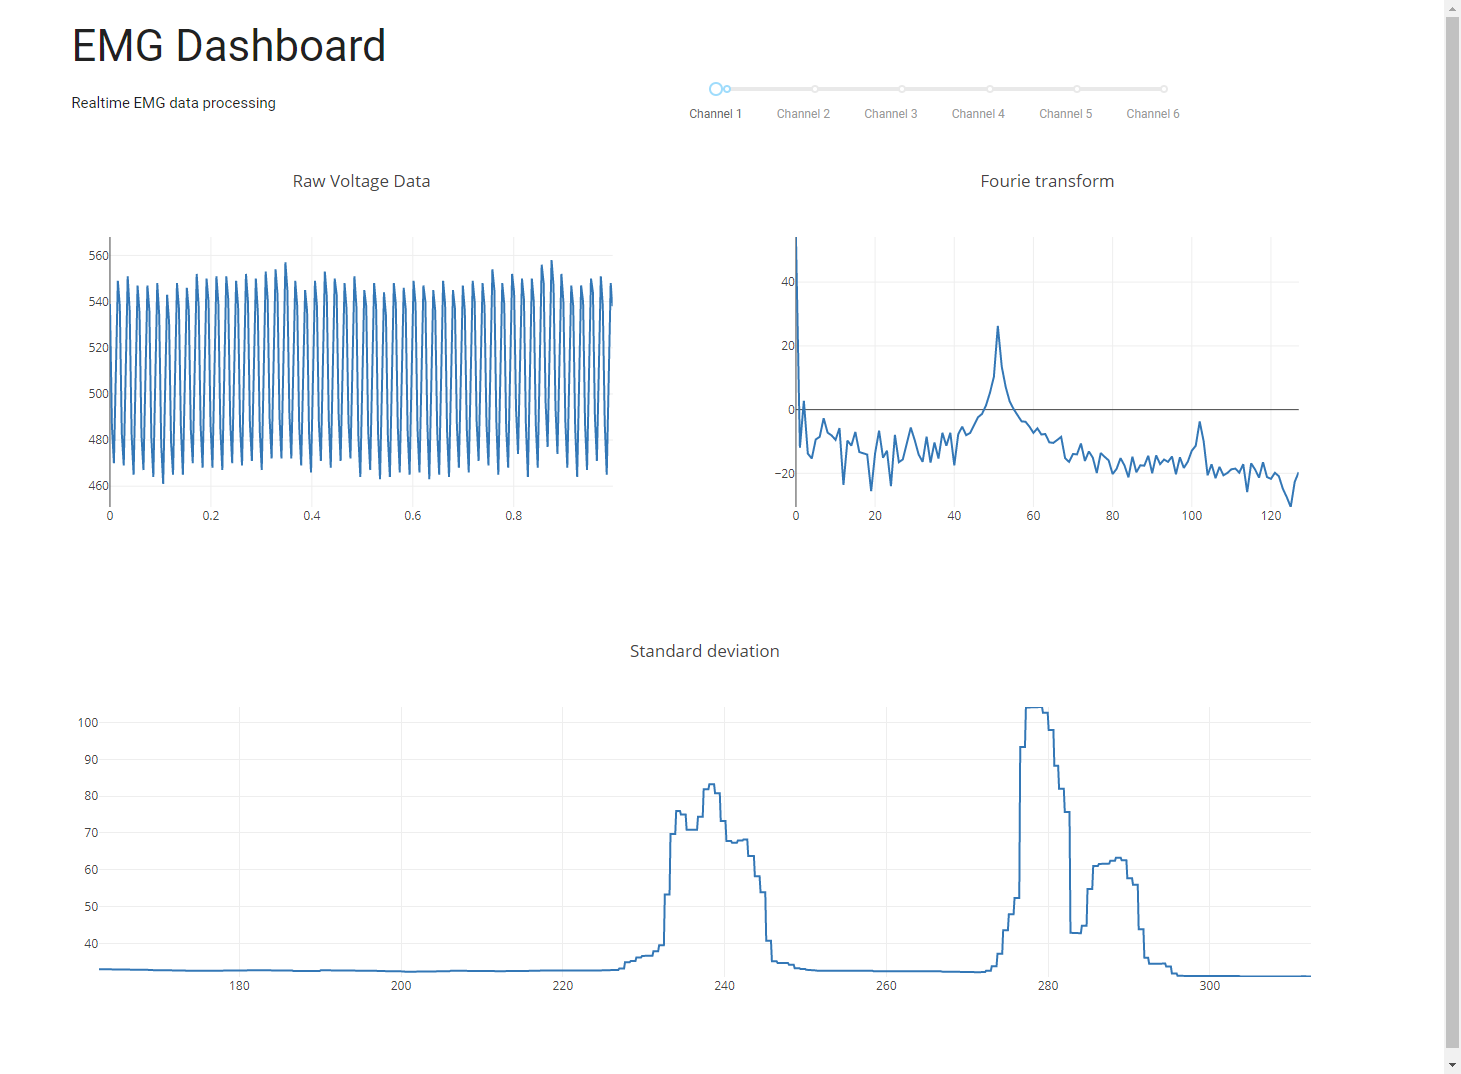 EMG Dashboard
Realtime EMG data processing
Channel 1 Channel 2 Channel 3 Channel 4 Channel 5 Channel 6
Raw Voltage Data
560
540
520
500
480
460
0 0.2 0.4 0.6 0.8
Fourie transform
40
20
0
−20
0 20 40 60 80 100 120
Standard deviation
100
90
80
70
60
50
40
180 200 220 240 260 280 300